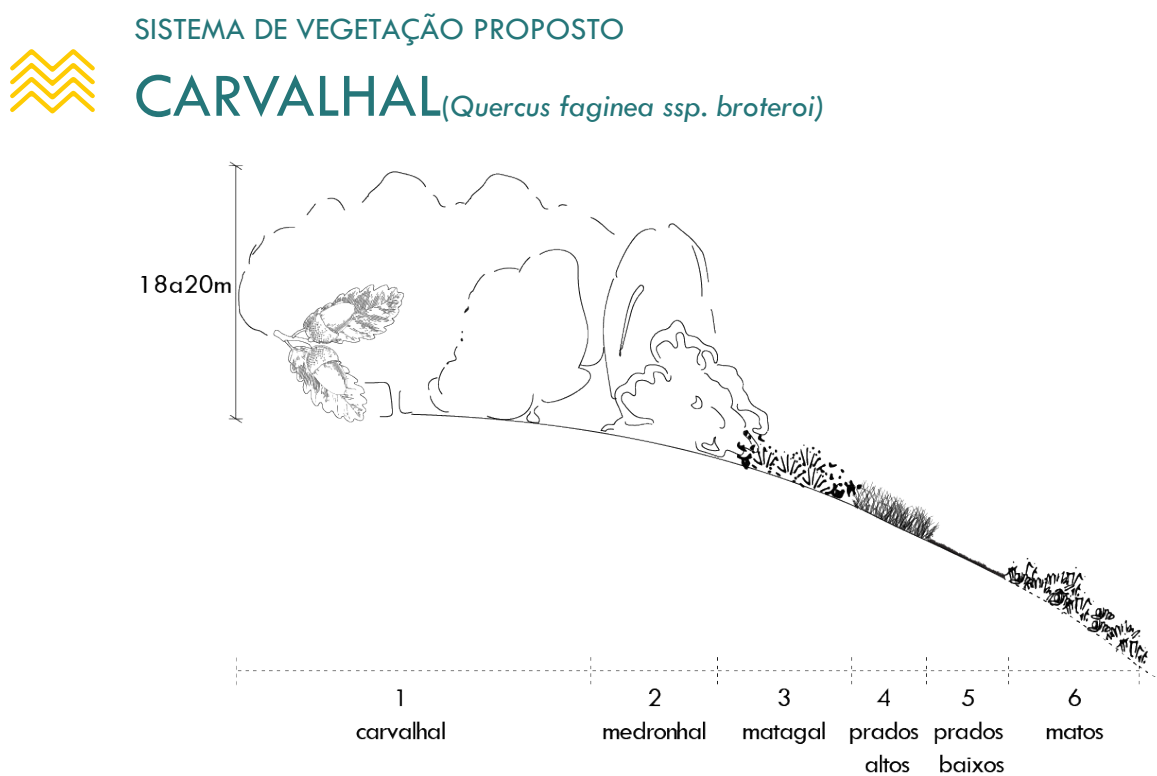 SISTEMA DE VEGETAÇÃO PROPOSTO
CARVALHAL(Quercus faginea ssp. broteroi)
18a20m
1 2 3 4 5 6
carvalhal medronhal matagal prados prados matos
altos baixos